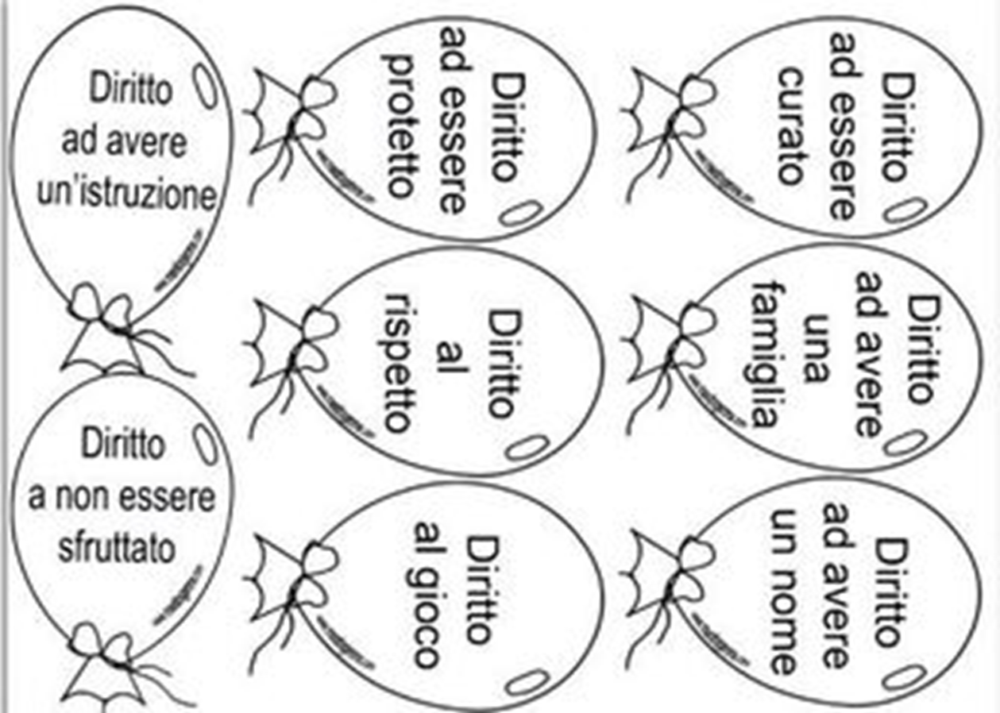 Diritto
ad avere
un'istruzione
Diritto
a non essere
sfruttato
Diritto
ad essere
protetto
Diritto
al
rispetto
Diritto
al gioco
Diritto
ad essere
curato
Diritto
ad avere
una
famiglia
Diritto
ad avere
un nome